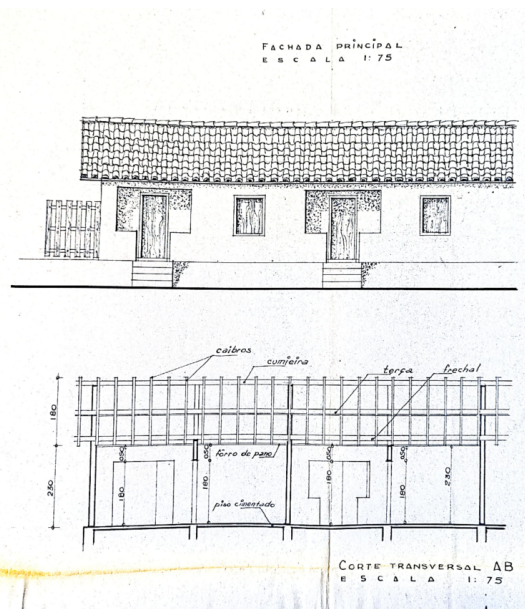 FACHADA PRINCIPAL
ESCALA 1:75
caibros
cumieira
terça
frechal
180
050
forro de pano
050
050
050
230
180
180
180
180
230
piso cimentado
CORTE TRANSVERSAL AB
ESCALA 1:75